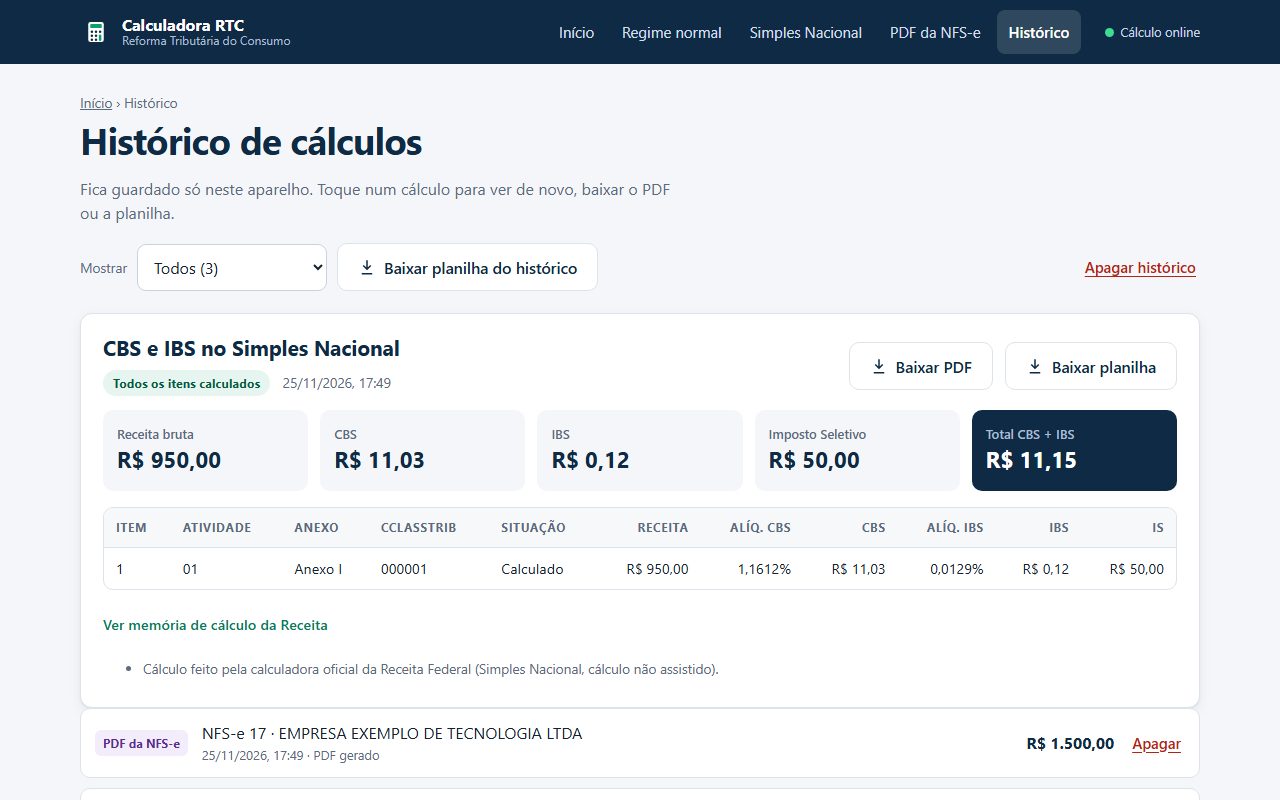 Calculadora RTC
Reforma Tributária do Consumo
Início
Regime normal
Simples Nacional
PDF da NFS-e
Histórico
Cálculo online
Início › Histórico
Histórico de cálculos
Fica guardado só neste aparelho. Toque num cálculo para ver de novo, baixar o PDF
ou a planilha.
Mostrar
Todos (3)
Baixar planilha do histórico
Apagar histórico
CBS e IBS no Simples Nacional
Todos os itens calculados
25/11/2026, 17:49
Baixar PDF
Baixar planilha
Receita bruta
R$ 950,00
CBS
R$ 11,03
IBS
R$ 0,12
Imposto Seletivo
R$ 50,00
Total CBS + IBS
R$ 11,15
ITEM ATIVIDADE ANEXO CCLASSTRIB SITUAÇÃO RECEITA ALÍQ. CBS CBS ALÍQ. IBS IBS IS
1 01 Anexo I 000001 Calculado R$ 950,00 1,1612% R$ 11,03 0,0129% R$ 0,12 R$ 50,00
Ver memória de cálculo da Receita
• Cálculo feito pela calculadora oficial da Receita Federal (Simples Nacional, cálculo não assistido).
PDF da NFS-e
NFS-e 17 · EMPRESA EXEMPLO DE TECNOLOGIA LTDA
25/11/2026, 17:49 · PDF gerado
R$ 1.500,00
Apagar